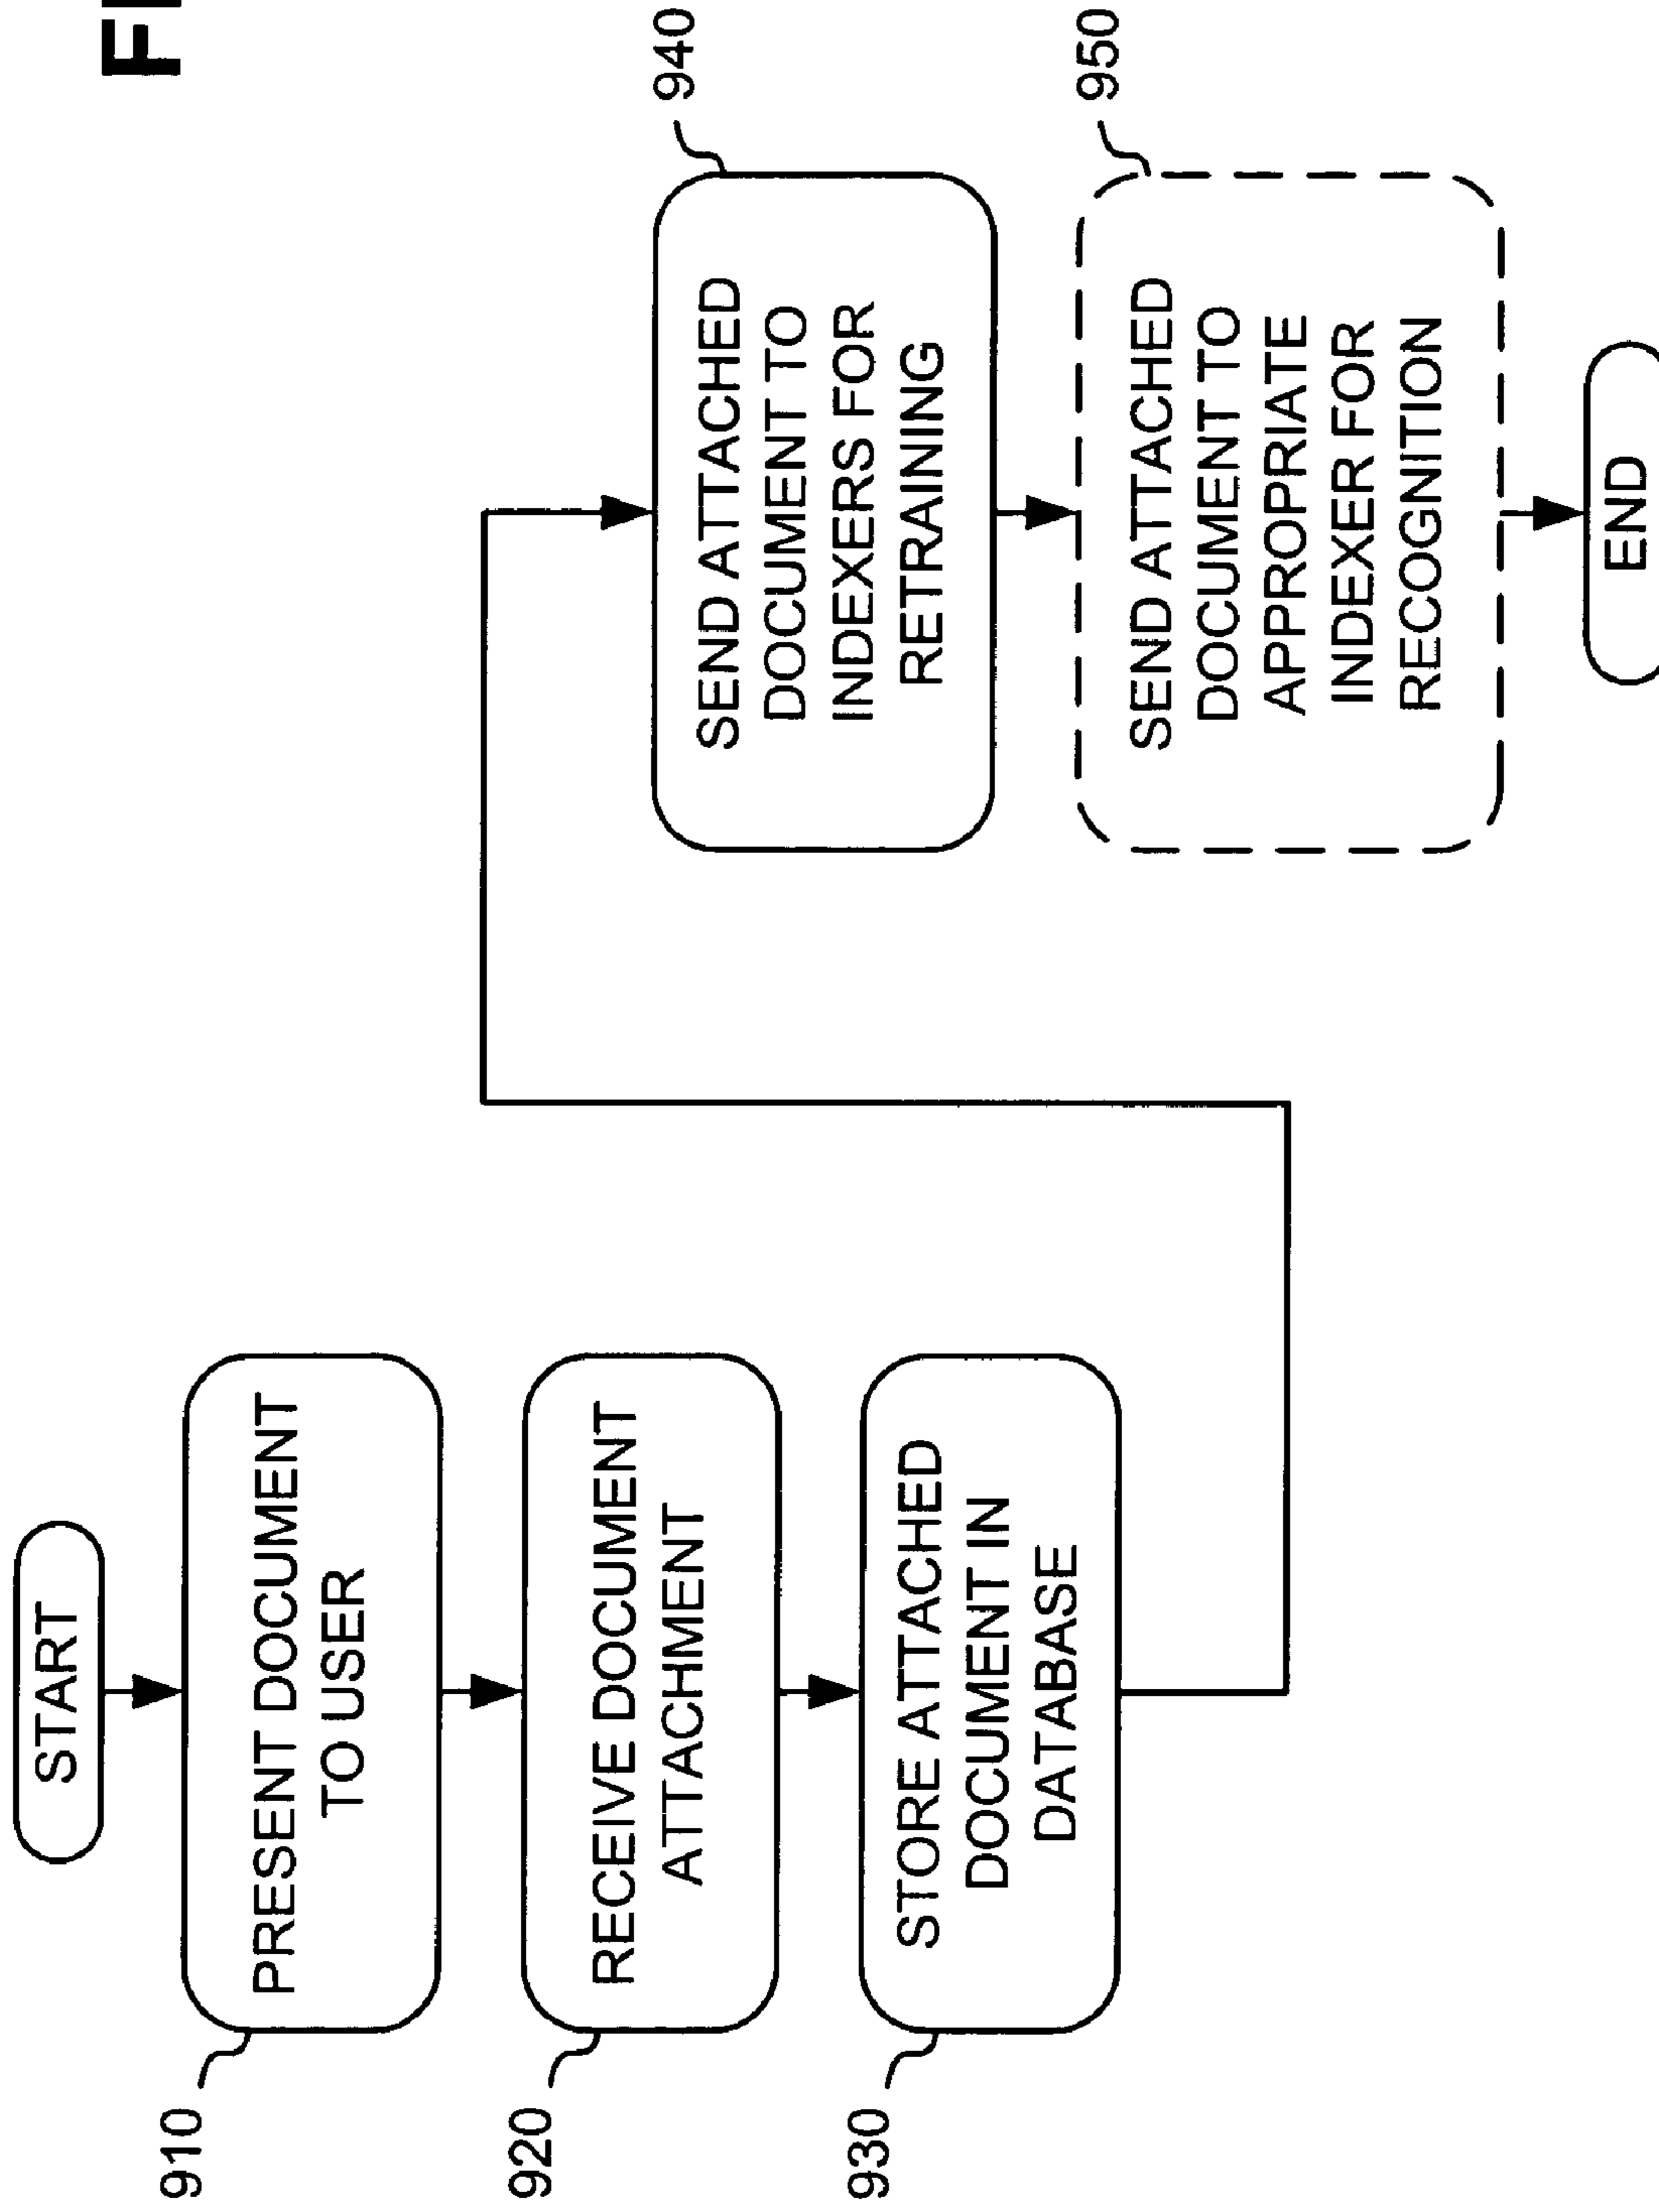 START
910
PRESENT DOCUMENT
TO USER
920
RECEIVE DOCUMENT
ATTACHMENT
930
STORE ATTACHED
DOCUMENT IN
DATABASE
940
SEND ATTACHED
DOCUMENT TO
INDEXERS FOR
RETRAINING
950
SEND ATTACHED
DOCUMENT TO
APPROPRIATE
INDEXER FOR
RECOGNITION
END